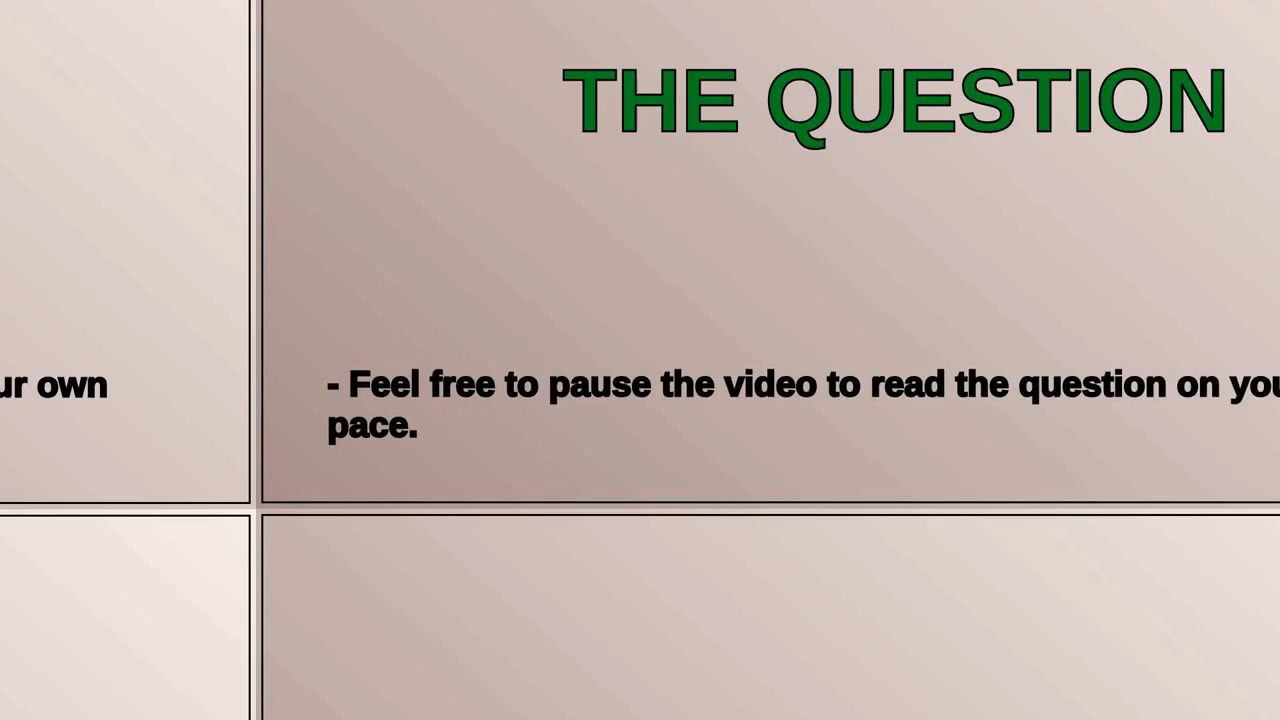 THE QUESTION
ur own
- Feel free to pause the video to read the question on you
pace.